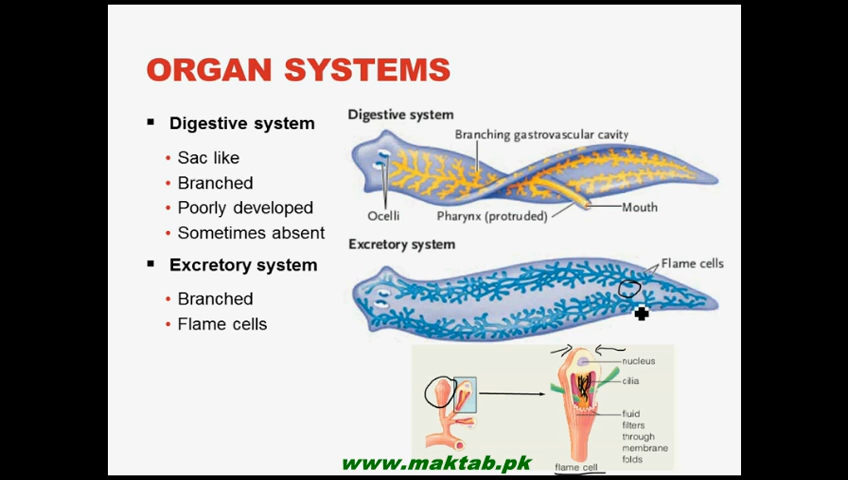 ORGAN SYSTEMS
Digestive system
Sac like
Branched
Poorly developed
Sometimes absent
Excretory system
Branched
Flame cells
Digestive system
Branching gastrovascular cavity
Ocelli
Pharynx (protruded)
Mouth
Excretory system
Flame cells
nucleus
cilia
fluid
filters
through
membrane
folds
flame cell
www.maktab.pk